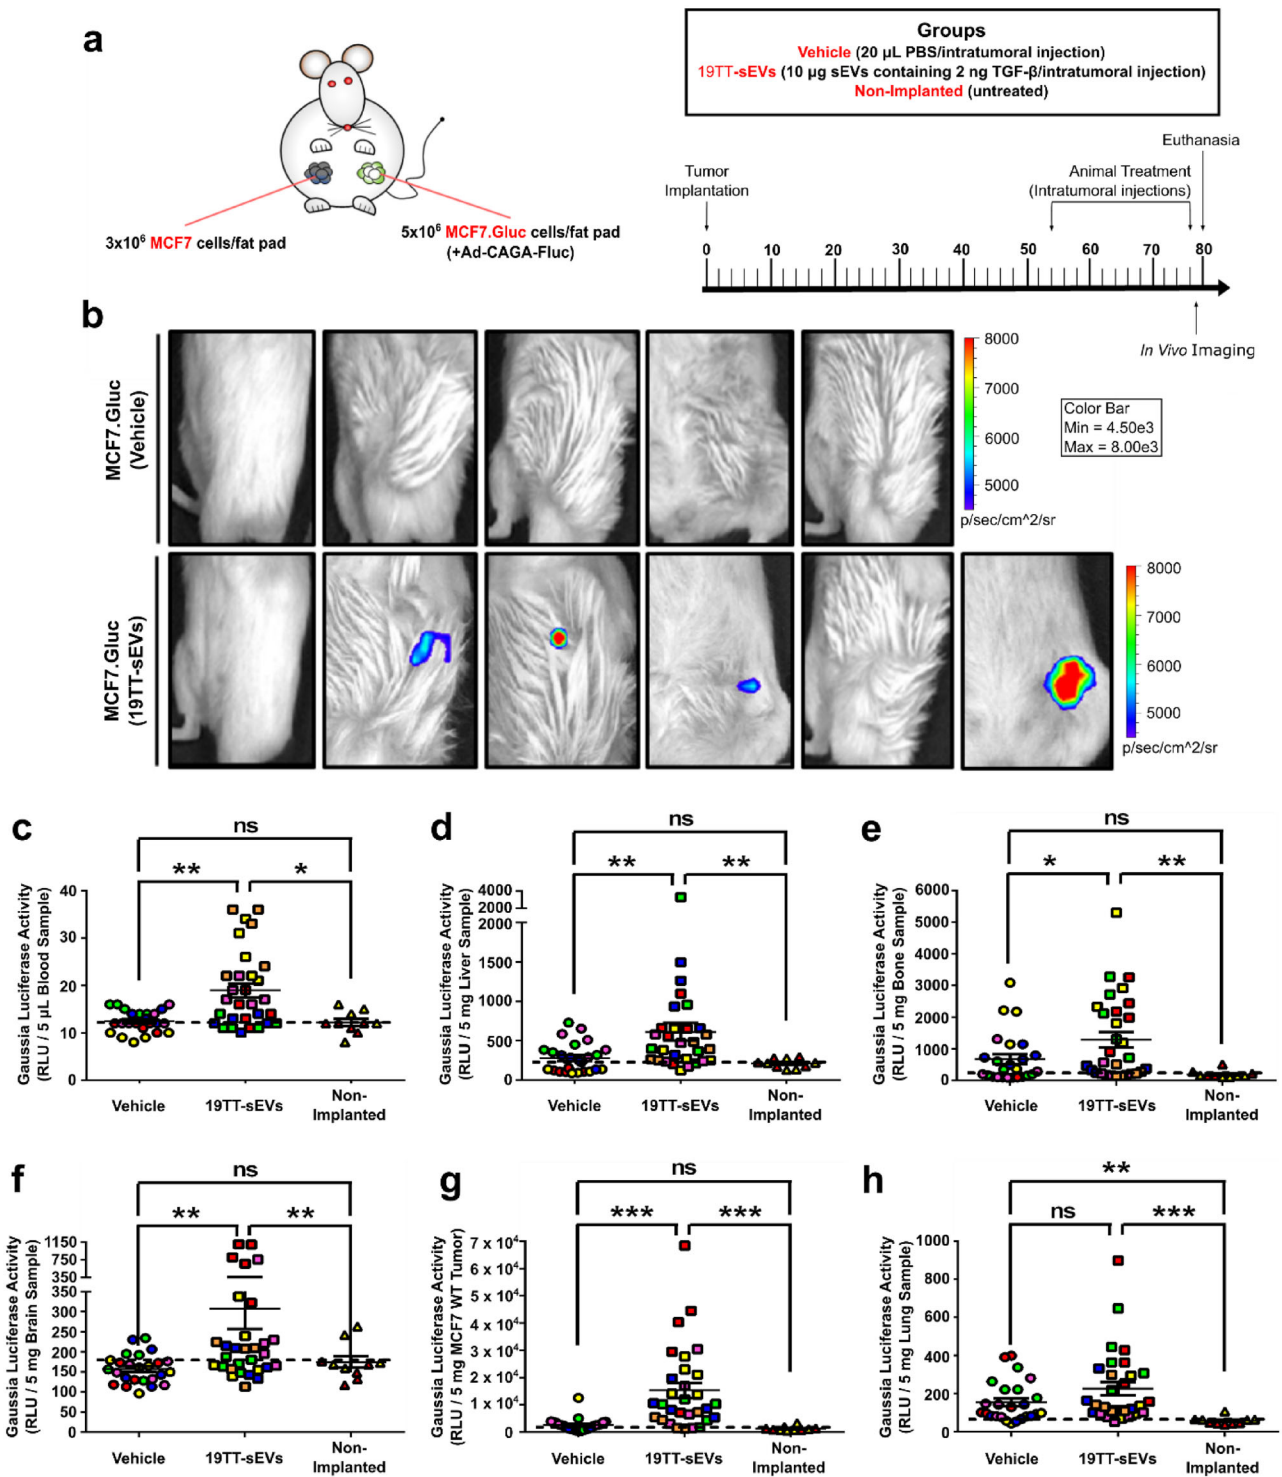 a
Groups
Vehicle (20 µL PBS/intratumoral injection)
19TT-sEVs (10 µg sEVs containing 2 ng TGF-β/intratumoral injection)
Non-Implanted (untreated)
3x10⁶ MCF7 cells/fat pad
5x10⁶ MCF7.Gluc cells/fat pad
(+Ad-CAGA-Fluc)
Tumor
Implantation
Animal Treatment
(Intratumoral injections)
Euthanasia
0 10 20 30 40 50 60 70 80
In Vivo Imaging
b
MCF7.Gluc
(Vehicle)
8000
7000
6000
5000
p/sec/cm^2/sr
Color Bar
Min = 4.50e3
Max = 8.00e3
MCF7.Gluc
(19TT-sEVs)
8000
7000
6000
5000
p/sec/cm^2/sr
c
ns
** *
Gaussia Luciferase Activity
(RLU / 5 µL Blood Sample)
40
30
20
10
0
Vehicle 19TT-sEVs Non-
Implanted
d
ns
** **
Gaussia Luciferase Activity
(RLU / 5 mg Liver Sample)
4000
2000
2000
1500
1000
500
0
Vehicle 19TT-sEVs Non-
Implanted
e
ns
* **
Gaussia Luciferase Activity
(RLU / 5 mg Bone Sample)
6000
5000
4000
3000
2000
1000
0
Vehicle 19TT-sEVs Non-
Implanted
f
ns
** **
Gaussia Luciferase Activity
(RLU / 5 mg Brain Sample)
1150
750
350
350
300
250
200
150
100
50
0
Vehicle 19TT-sEVs Non-
Implanted
g
ns
*** ***
Gaussia Luciferase Activity
(RLU / 5 mg MCF7 WT Tumor)
7 x 10⁴
6 x 10⁴
5 x 10⁴
4 x 10⁴
3 x 10⁴
2 x 10⁴
1 x 10⁴
0
Vehicle 19TT-sEVs Non-
Implanted
h
**
ns ***
Gaussia Luciferase Activity
(RLU / 5 mg Lung Sample)
1000
800
600
400
200
0
Vehicle 19TT-sEVs Non-
Implanted